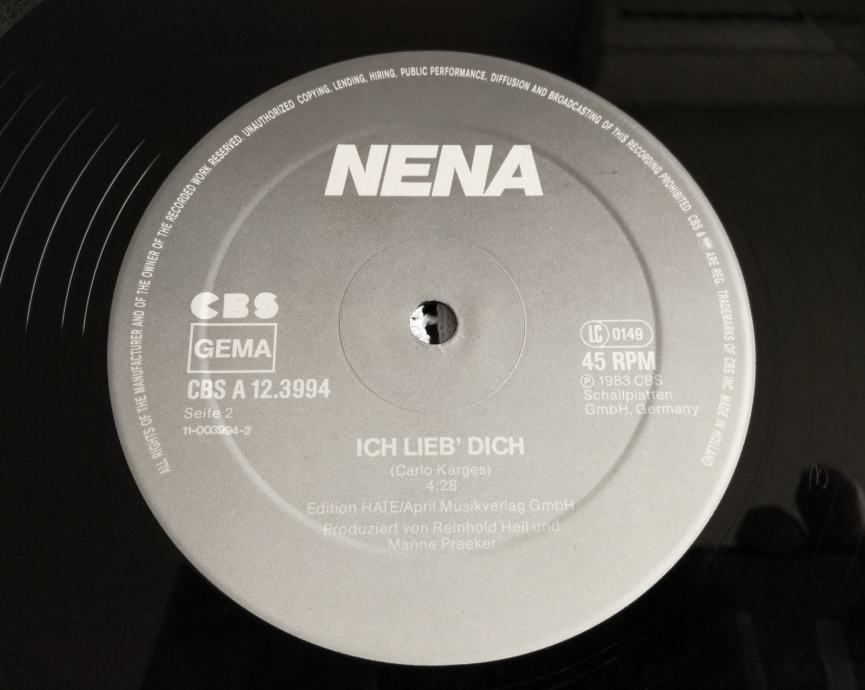 ALL RIGHTS OF THE MANUFACTURER AND OF THE OWNER OF THE RECORDED WORK RESERVED. UNAUTHORIZED COPYING, LENDING, HIRING, PUBLIC PERFORMANCE, DIFFUSION AND BROADCASTING OF THIS RECORDING PROHIBITED. CBS & ARE REG. TRADEMARKS OF CBS INC. MADE IN HOLLAND
NENA
CBS
GEMA
CBS A 12.3994
Seite 2
11-003994-2
LC 0149
45 RPM
℗ 1983 CBS
Schallplatten
GmbH, Germany
ICH LIEB' DICH
(Carlo Karges)
4:28
Edition HATE/April Musikverlag GmbH
Produziert von Reinhold Heil und
Manne Praeker